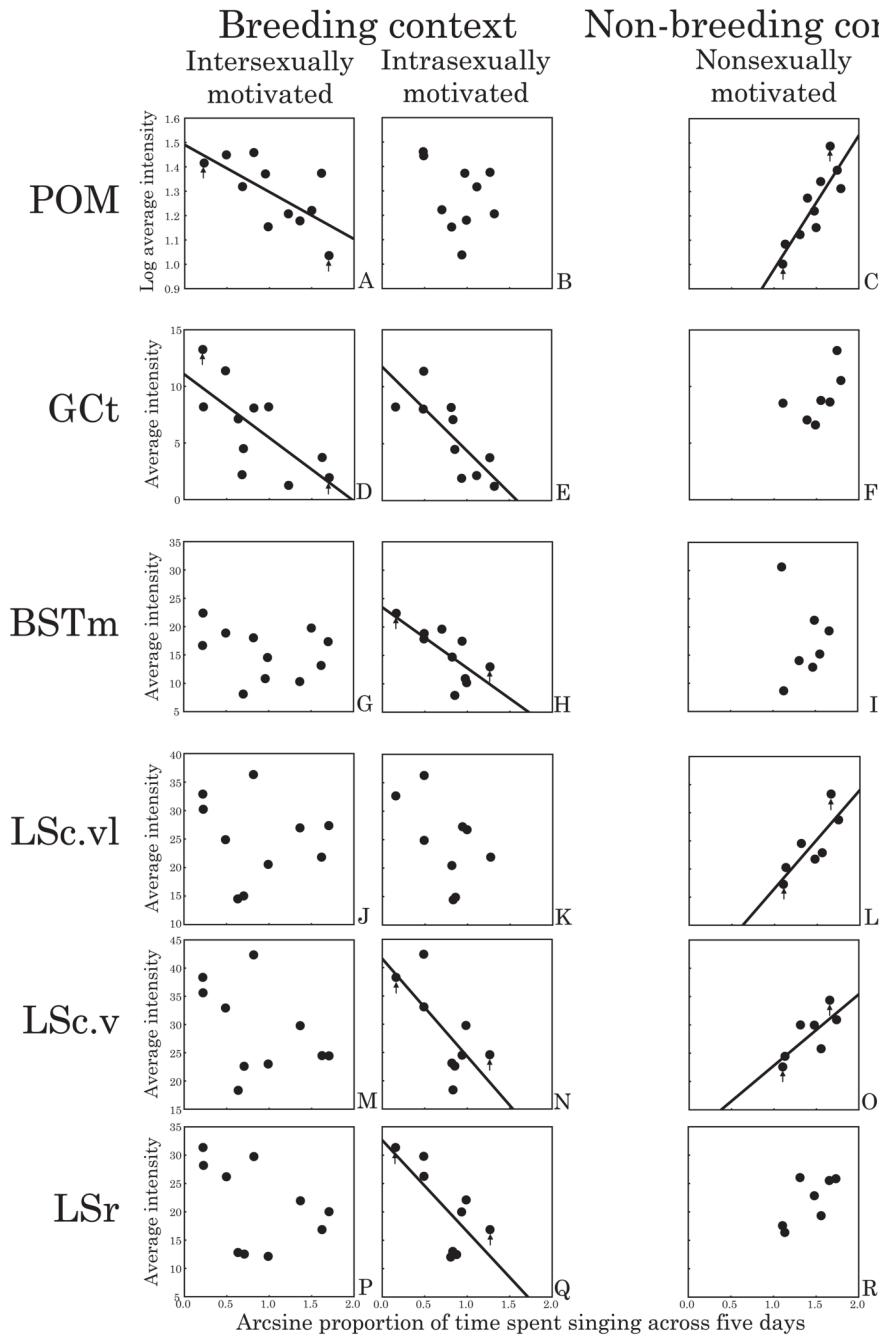 Breeding context
Non-breeding
Intersexually
motivated
Intrasexually
motivated
Nonsexually
motivated
POM
Log average intensity
1.6
1.5
1.4
1.3
1.2
1.1
1.0
0.9
A
B
C
GCt
Average intensity
15
10
5
0
D
E
F
BSTm
Average intensity
35
30
25
20
15
10
5
G
H
I
LSc.vl
Average intensity
40
35
30
25
20
15
10
J
K
L
LSc.v
Average intensity
45
40
35
30
25
20
15
M
N
O
LSr
Average intensity
35
30
25
20
15
10
5
P
Q
R
0.0 0.5 1.0 1.5 2.0
0.0 0.5 1.0 1.5 2.0
0.0 0.5 1.0 1.5 2.0
Arcsine proportion of time spent singing across five days